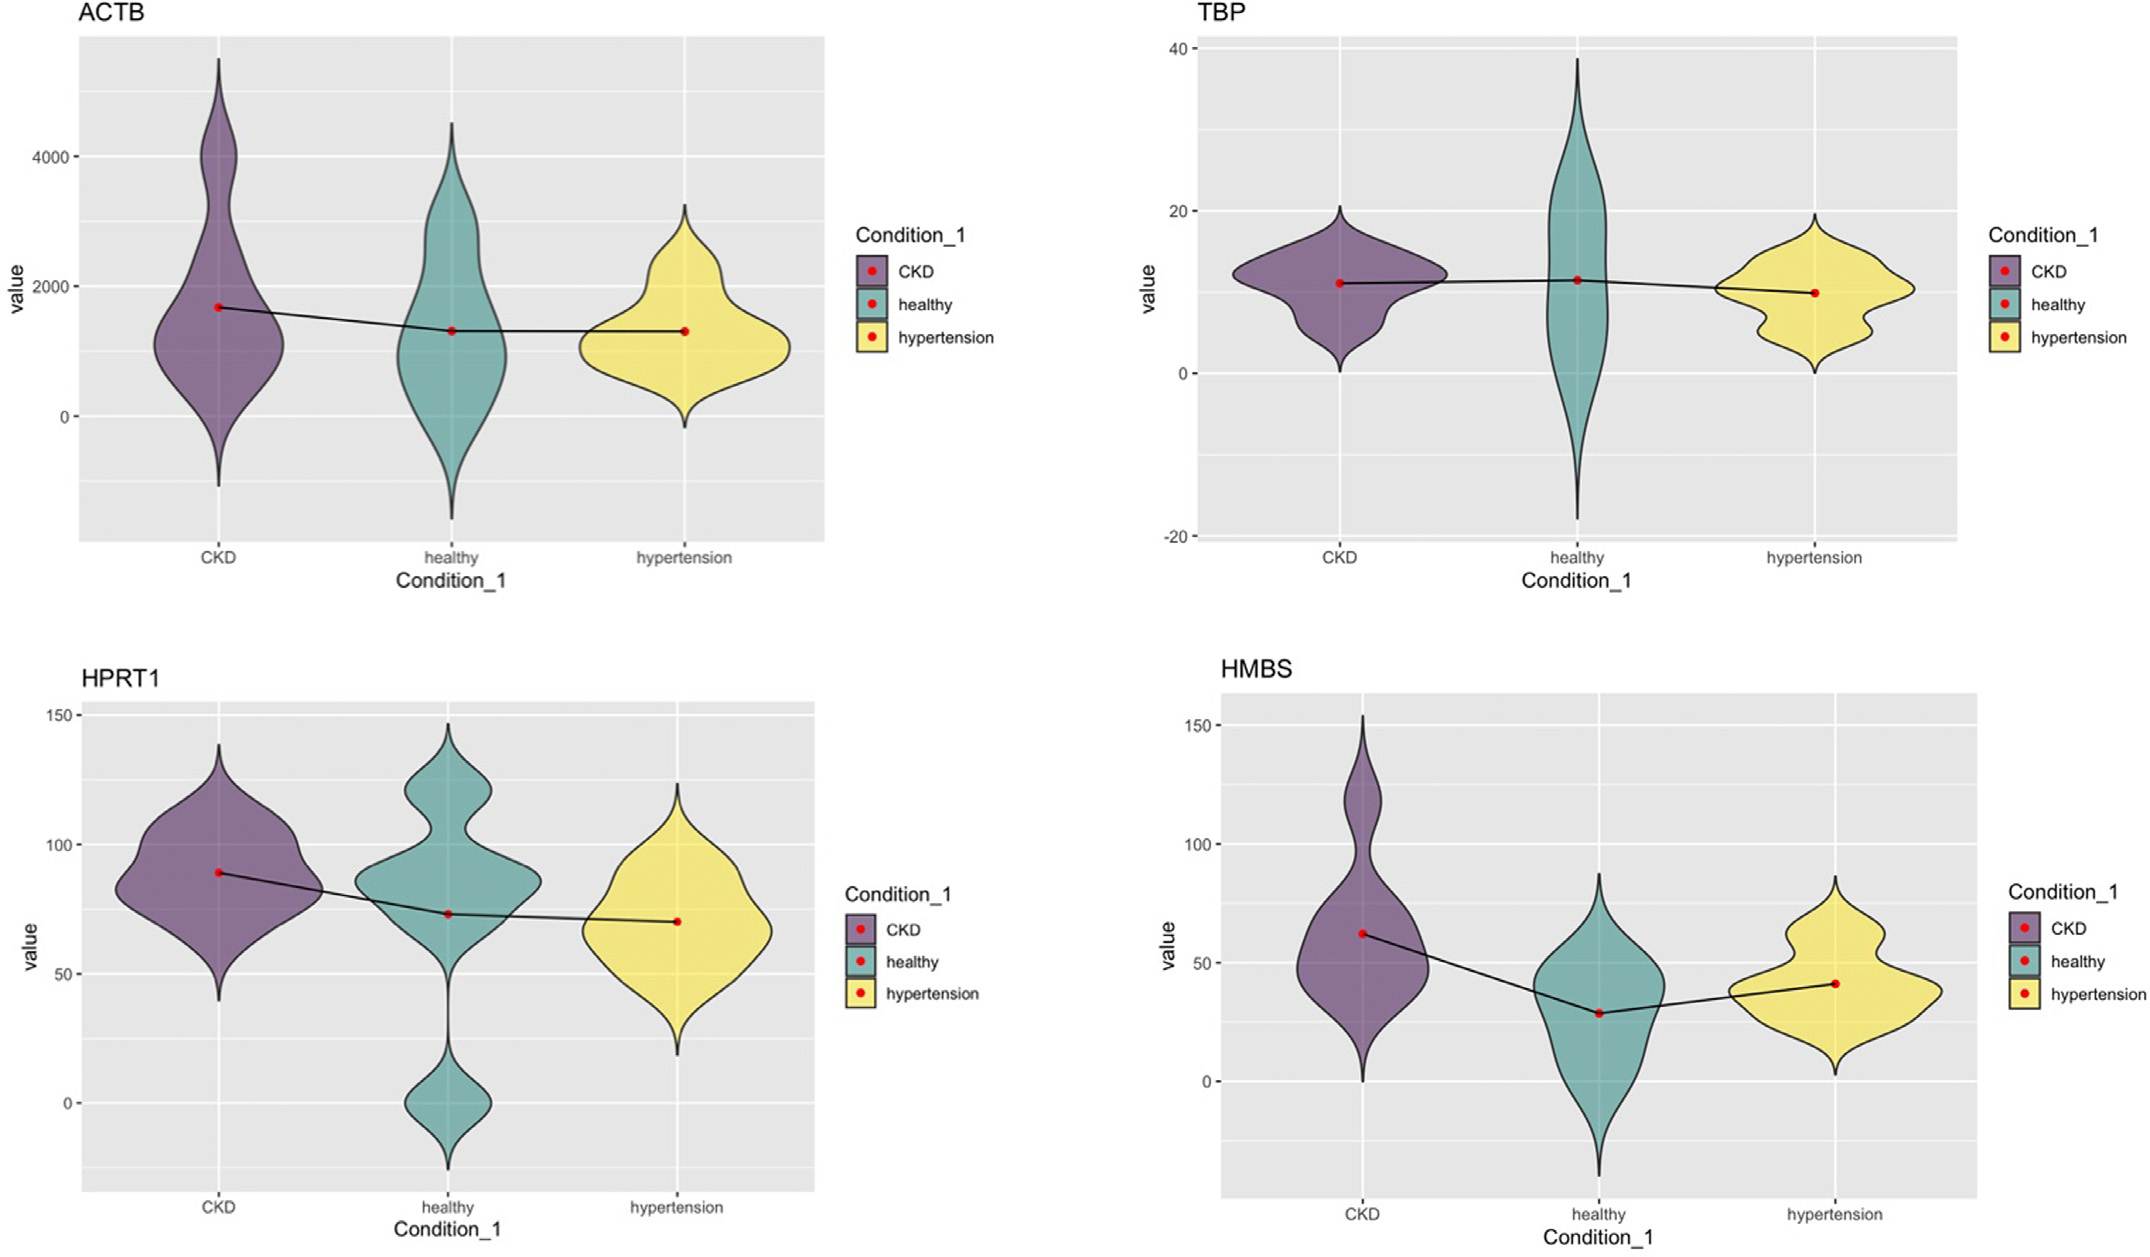 ACTB
value
4000
2000
0
CKD
healthy
hypertension
Condition_1
Condition_1
CKD
healthy
hypertension
TBP
value
40
20
0
-20
CKD
healthy
hypertension
Condition_1
Condition_1
CKD
healthy
hypertension
HPRT1
value
150
100
50
0
CKD
healthy
hypertension
Condition_1
Condition_1
CKD
healthy
hypertension
HMBS
value
150
100
50
0
CKD
healthy
hypertension
Condition_1
Condition_1
CKD
healthy
hypertension